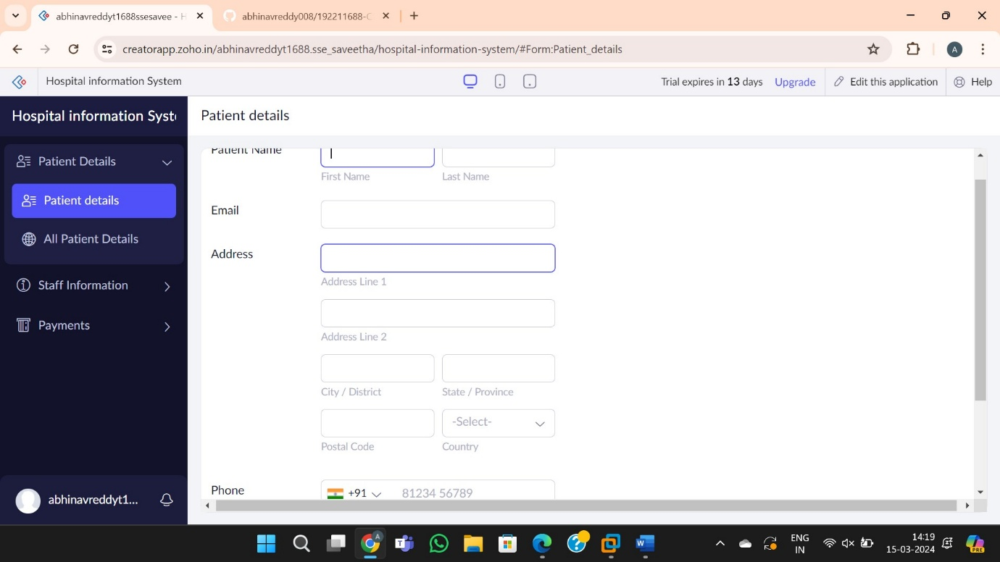 abhinavreddyt1688ssesavee - H
abhinavreddy008/192211688-C
creatorapp.zoho.in/abhinavreddyt1688.sse_saveetha/hospital-information-system/#Form:Patient_details
A
Hospital information System
Trial expires in 13 days Upgrade Edit this application Help
Hospital information Syst
Patient details
Patient Details
Patient details
All Patient Details
Staff Information
Payments
abhinavreddyt1...
Patient Name
First Name Last Name
Email
Address
Address Line 1
Address Line 2
City / District State / Province
-Select-
Postal Code Country
Phone +91 81234 56789
ENG
IN
14:19
15-03-2024
PRE